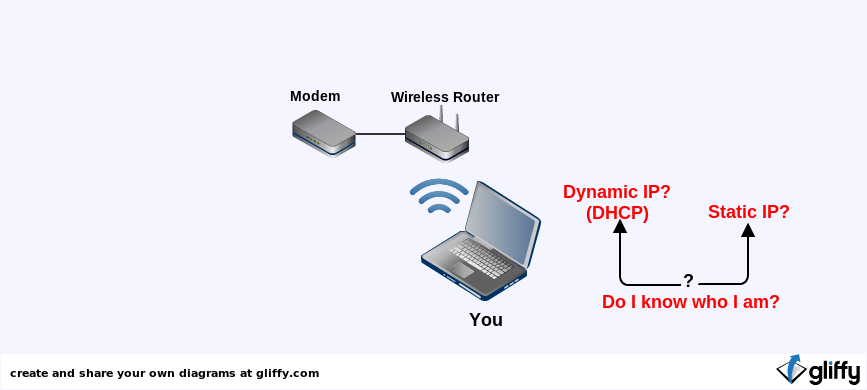 Modem
Wireless Router
Dynamic IP?
(DHCP)
Static IP?
?
Do I know who I am?
You
create and share your own diagrams at gliffy.com
gliffy